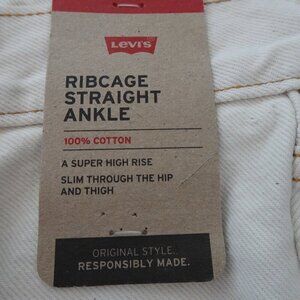 Levi's
RIBCAGE
STRAIGHT
ANKLE
100% COTTON
A SUPER HIGH RISE
SLIM THROUGH THE HIP
AND THIGH
ORIGINAL STYLE.
RESPONSIBLY MADE.